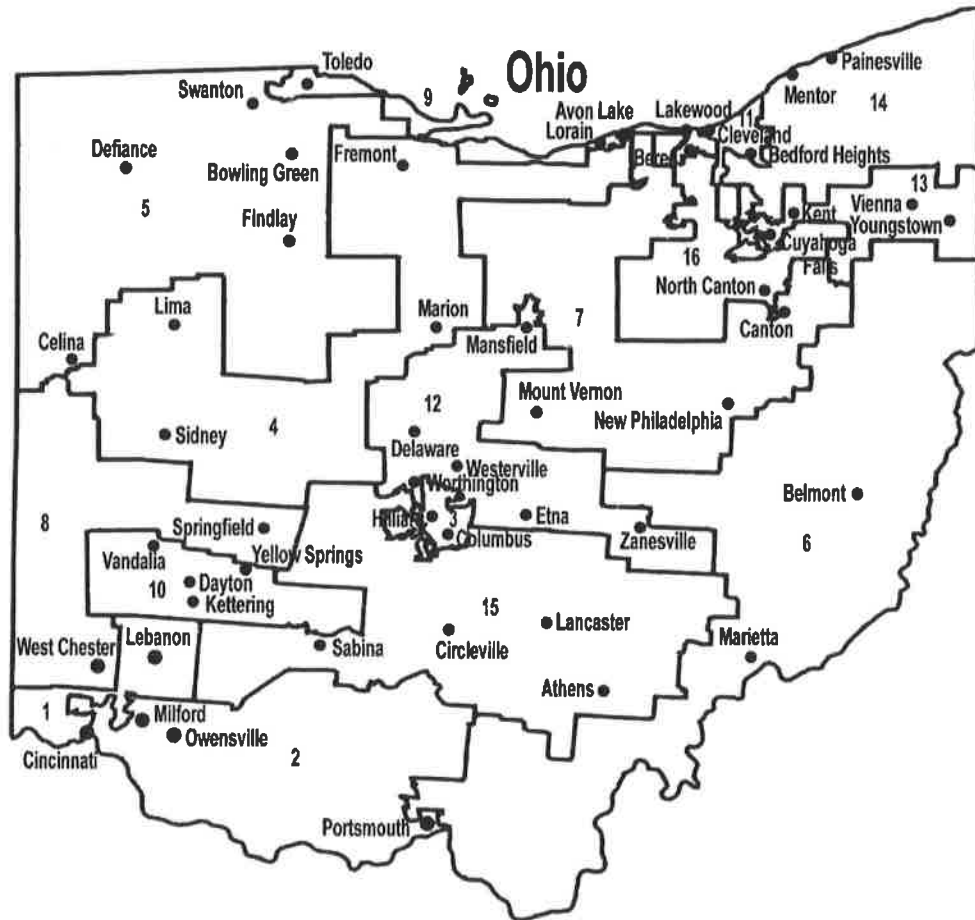 Ohio
Toledo
Swanton
9
Painesville
Mentor
14
Avon Lake
Lakewood
11
Lorain
Cleveland
Defiance
Bowling Green
Fremont
Bedford Heights
5
13
Findlay
Kent
Vienna
Youngstown
16
Cuyahoga
Falls
North Canton
Lima
Marion
7
Canton
Celina
Mansfield
12
Mount Vernon
New Philadelphia
4
Sidney
Delaware
Westerville
Worthington
Belmont
8
Springfield
3
Etna
6
Columbus
Zanesville
Vandalia
Yellow Springs
10
Dayton
Kettering
15
Lancaster
Lebanon
West Chester
Sabina
Circleville
Marietta
Athens
1
Milford
Owensville
Cincinnati
2
Portsmouth